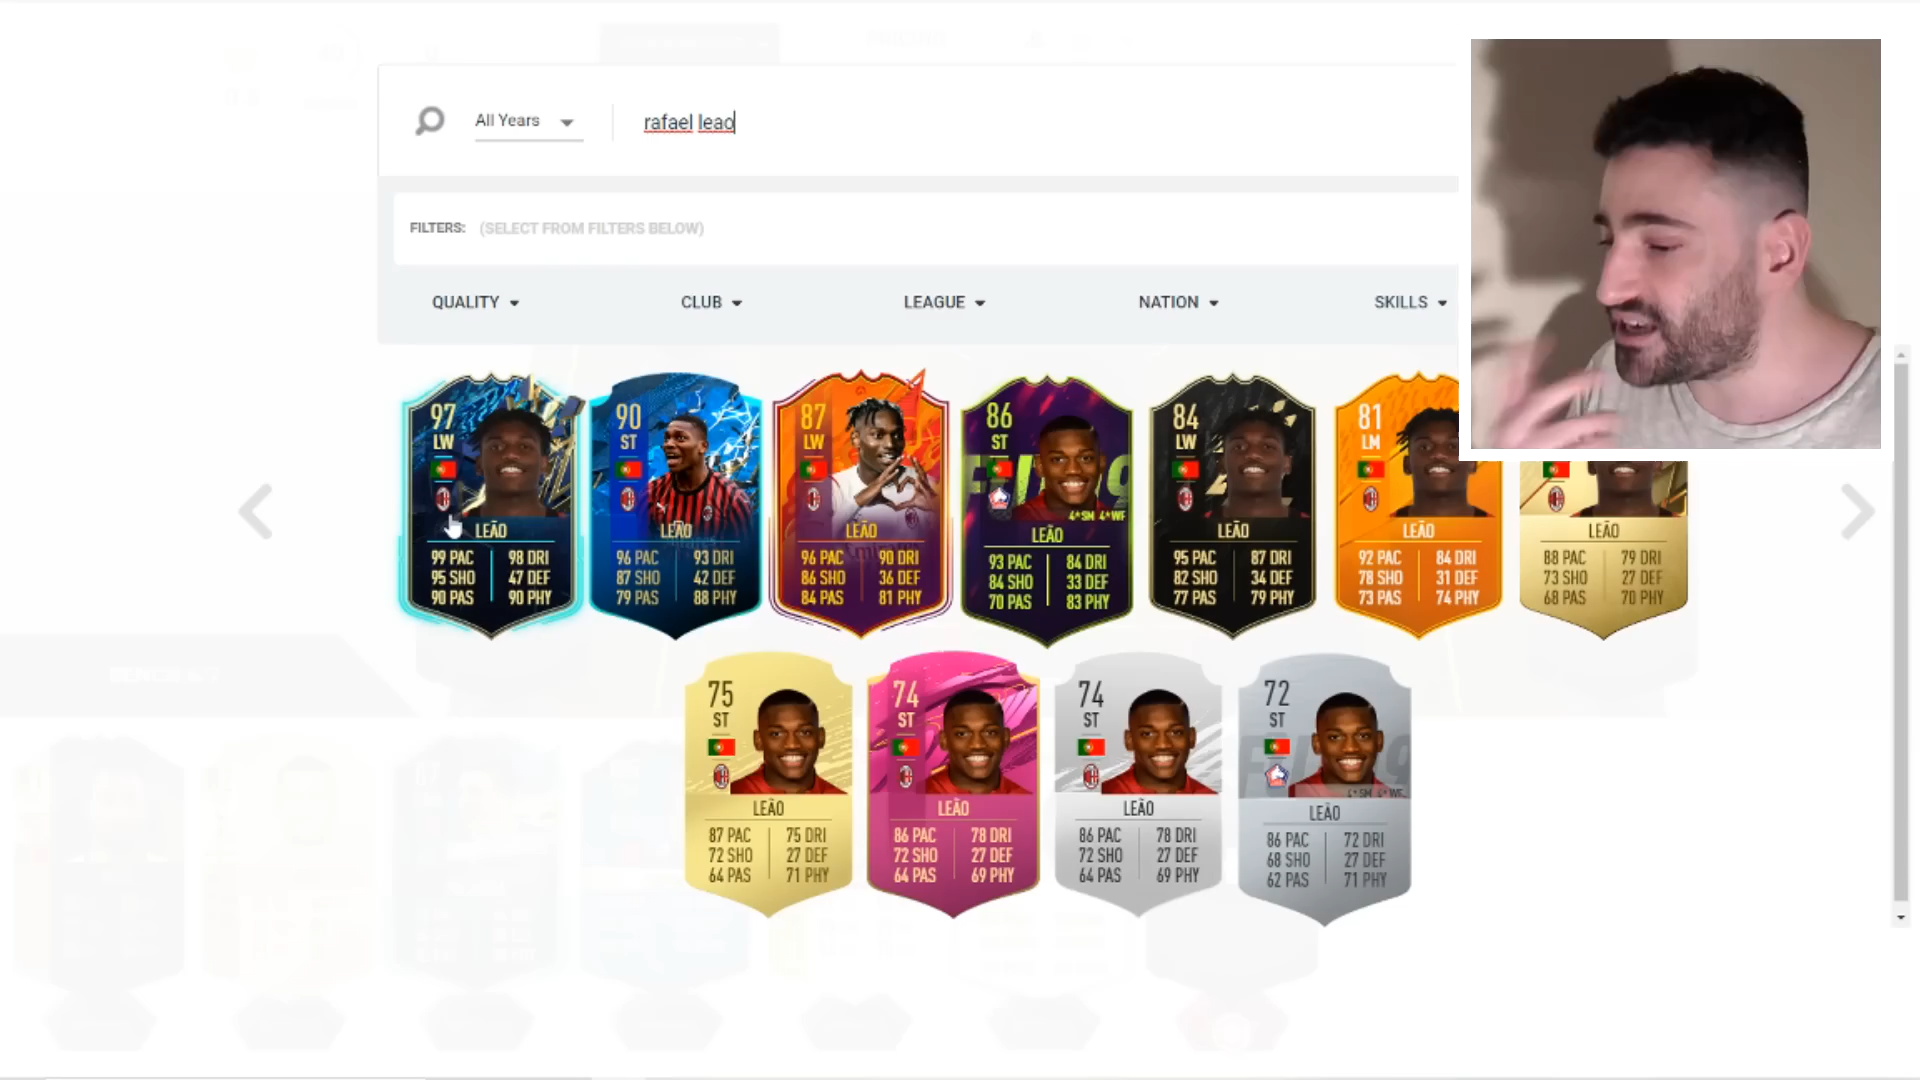 All Years
rafael leao
FILTERS: (SELECT FROM FILTERS BELOW)
QUALITY CLUB LEAGUE NATION SKILLS
97
LW
LEÃO
99 PAC 98 DRI
95 SHO 47 DEF
90 PAS 90 PHY
90
ST
LEÃO
96 PAC 93 DRI
87 SHO 42 DEF
79 PAS 88 PHY
87
LW
LEÃO
96 PAC 90 DRI
86 SHO 36 DEF
84 PAS 81 PHY
86
ST
4*SM 4*WF
LEÃO
93 PAC 84 DRI
84 SHO 33 DEF
70 PAS 83 PHY
84
LW
LEÃO
95 PAC 87 DRI
82 SHO 34 DEF
77 PAS 79 PHY
81
LM
LEÃO
92 PAC 84 DRI
78 SHO 31 DEF
73 PAS 74 PHY
LEÃO
88 PAC 79 DRI
73 SHO 27 DEF
68 PAS 70 PHY
75
ST
LEÃO
87 PAC 75 DRI
72 SHO 27 DEF
64 PAS 71 PHY
74
ST
LEÃO
86 PAC 78 DRI
72 SHO 27 DEF
64 PAS 69 PHY
74
ST
LEÃO
86 PAC 78 DRI
72 SHO 27 DEF
64 PAS 69 PHY
72
ST
4*SM 4*WF
LEÃO
86 PAC 72 DRI
68 SHO 27 DEF
62 PAS 71 PHY